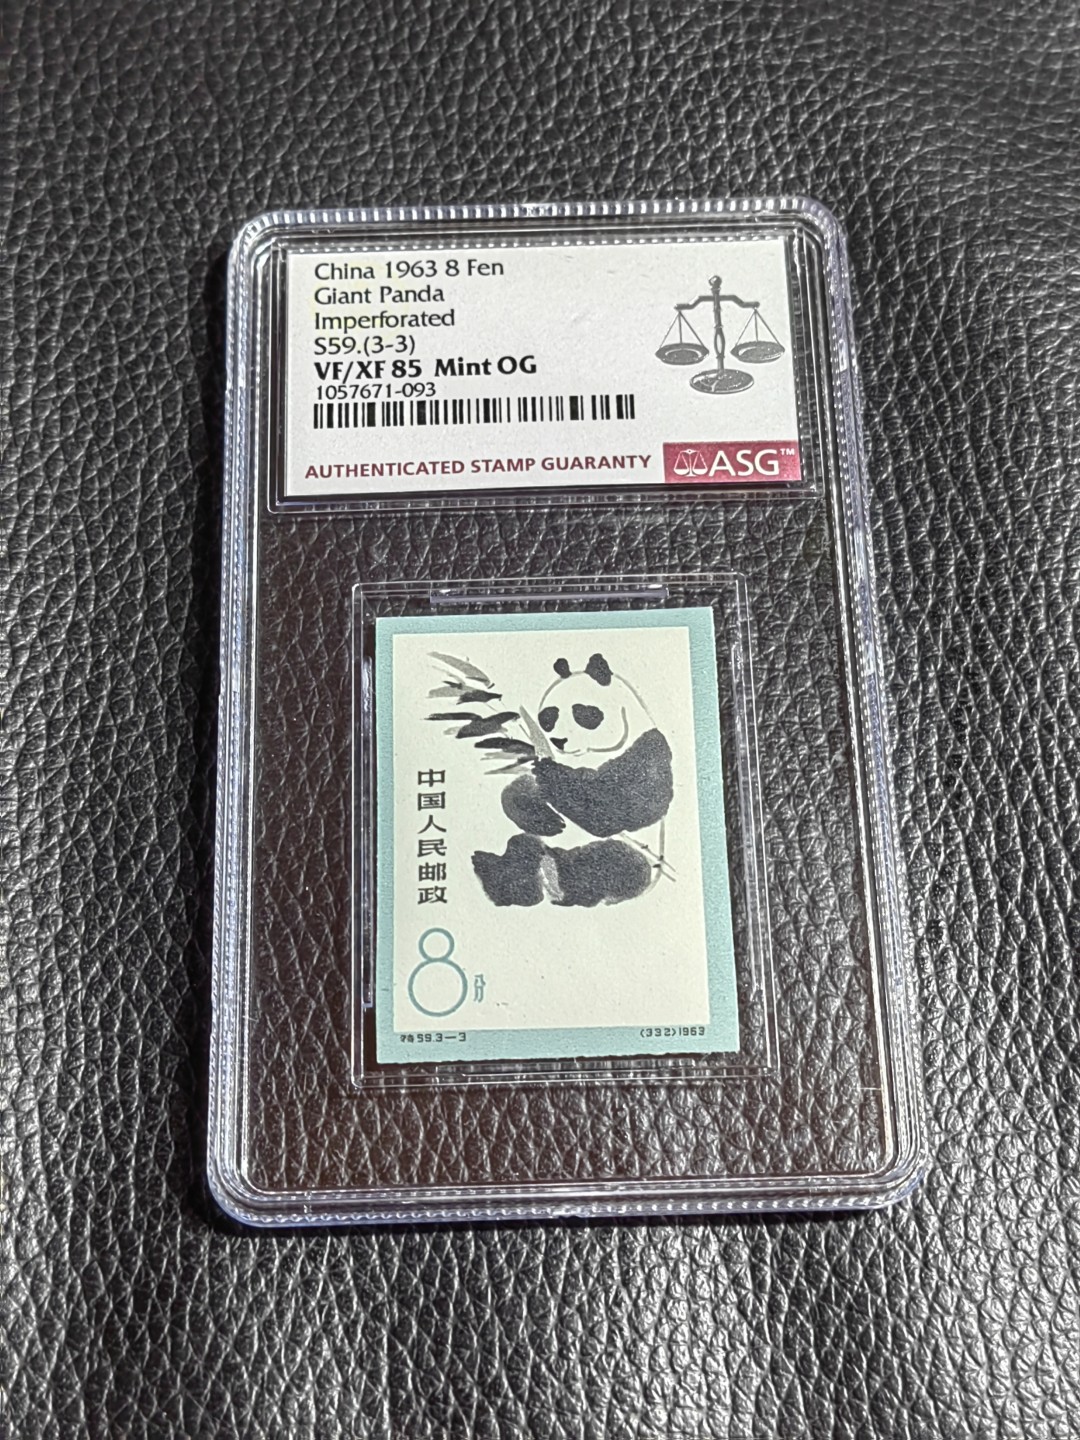 China 1963 8 Fen
Giant Panda
Imperforated
S59.(3-3)
VF/XF 85 Mint OG
1057671-093
AUTHENTICATED STAMP GUARANTY
ASG™
中国人民邮政
8分
特59.3—3
(332)1963